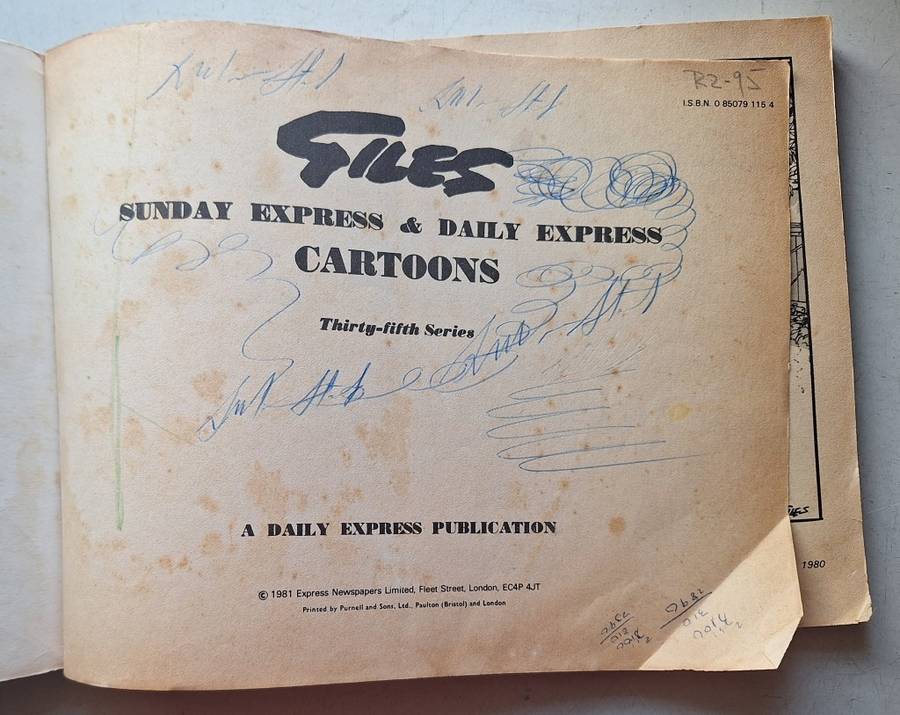 R2-95
I.S.B.N. 0 85079 115 4
GILES
SUNDAY EXPRESS & DAILY EXPRESS
CARTOONS
Thirty-fifth Series
A DAILY EXPRESS PUBLICATION
© 1981 Express Newspapers Limited, Fleet Street, London, EC4P 4JT
Printed by Purnell and Sons, Ltd., Paulton (Bristol) and London
GILES
1980